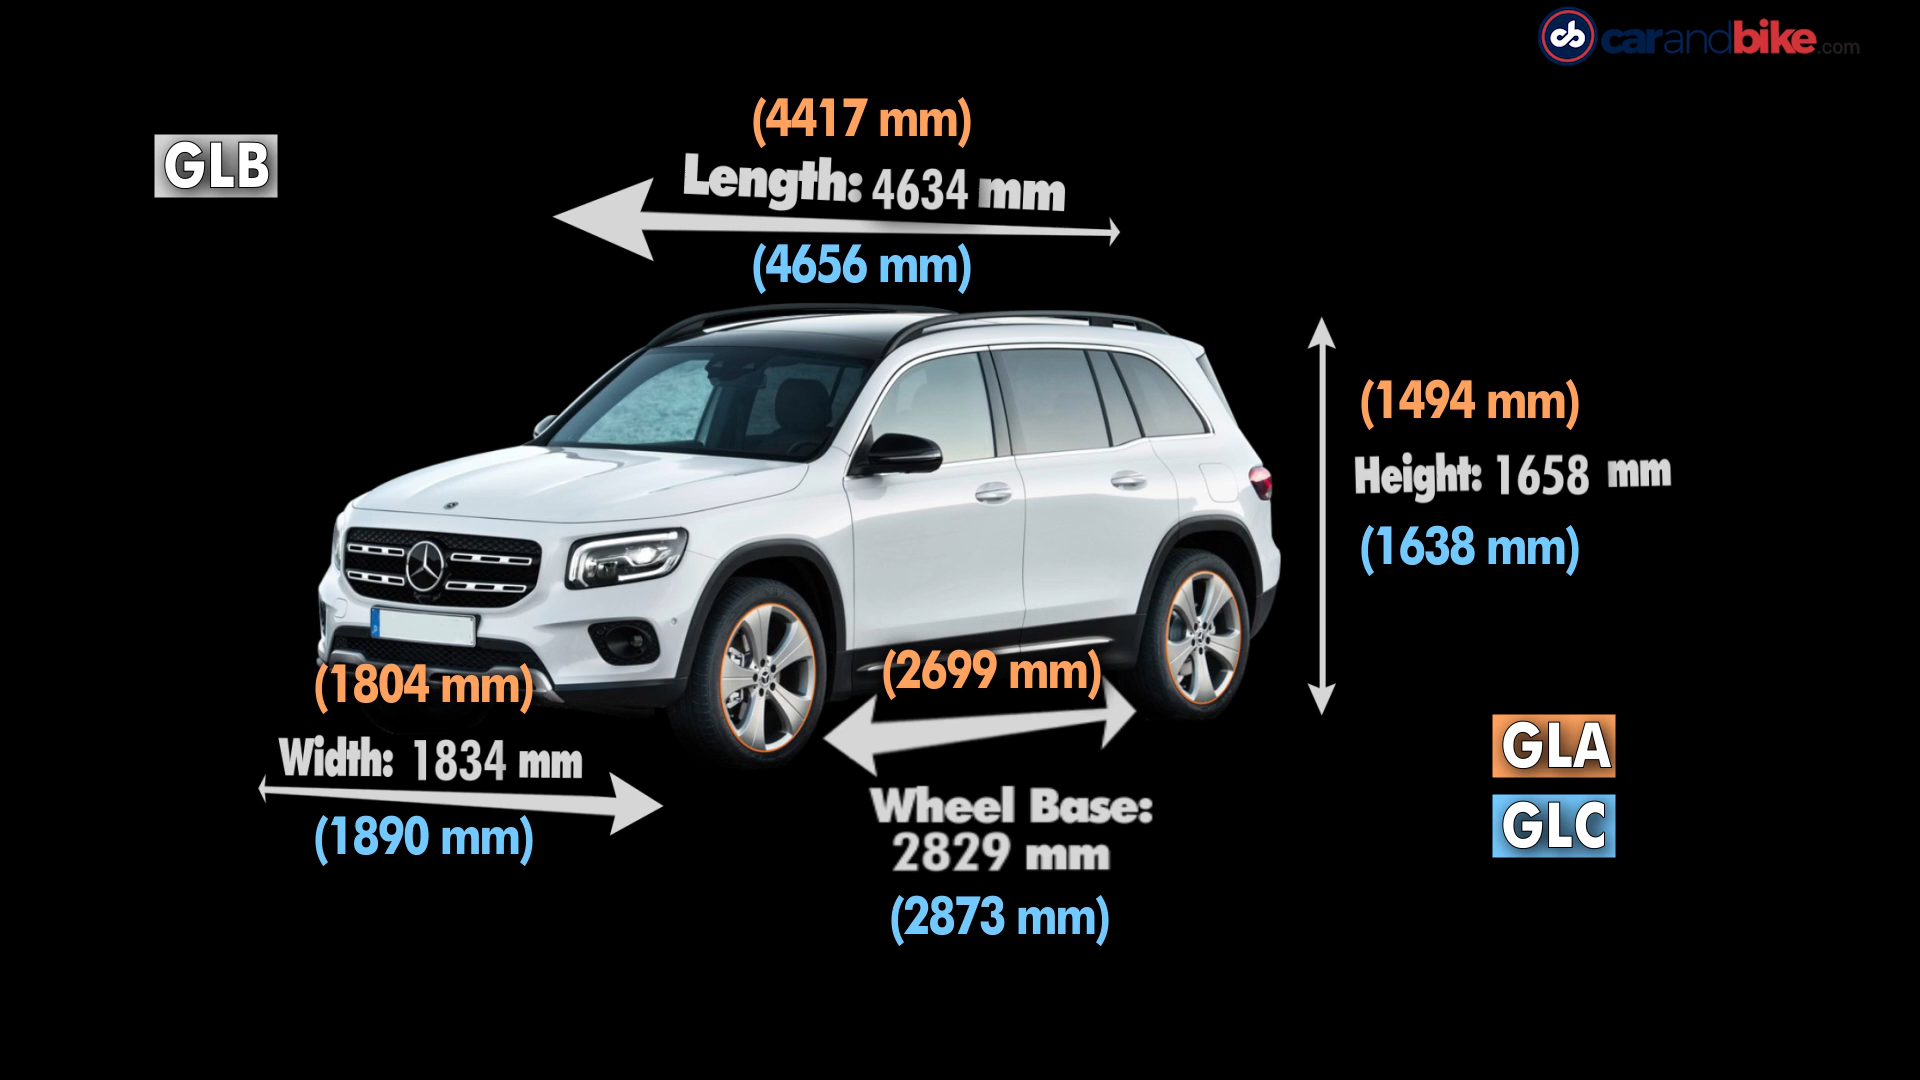 cb carandbike.com
(4417 mm)
GLB
Length: 4634 mm
(4656 mm)
(1494 mm)
Height: 1658 mm
(1638 mm)
(1804 mm)
(2699 mm)
Width: 1834 mm
GLA
Wheel Base:
2829 mm
GLC
(1890 mm)
(2873 mm)